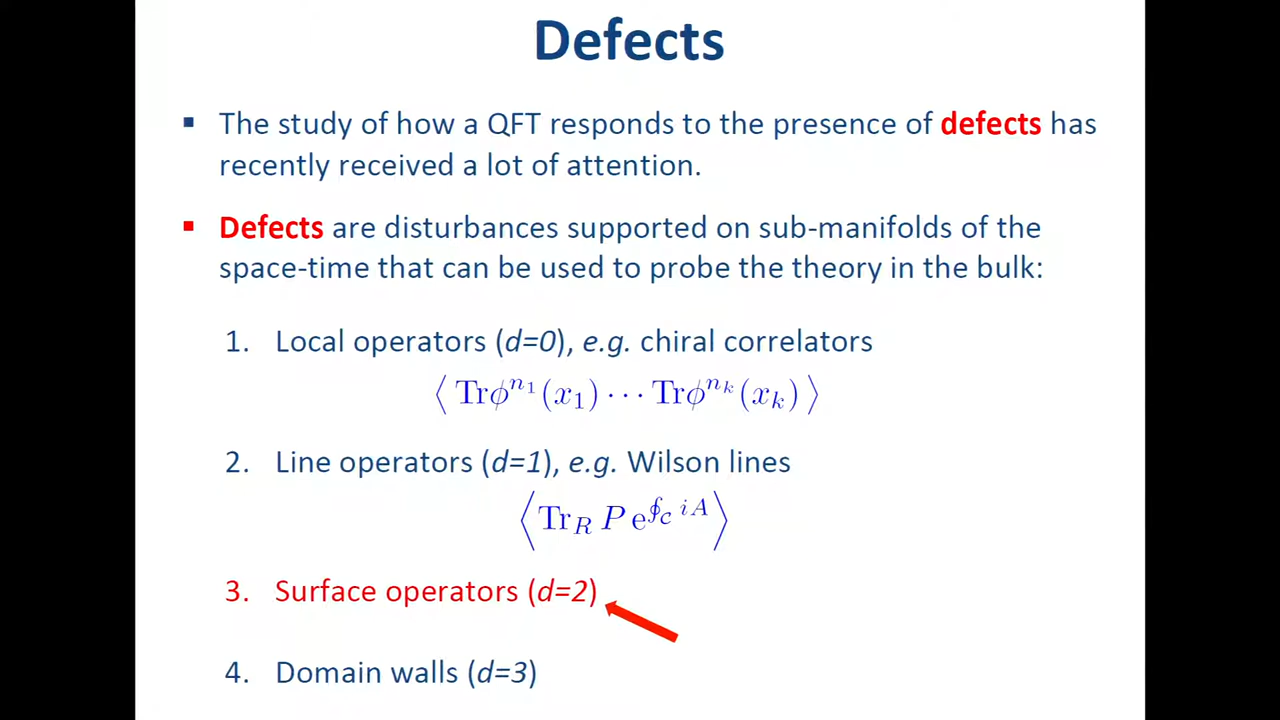 Defects
▪ The study of how a QFT responds to the presence of defects has
recently received a lot of attention.
▪ Defects are disturbances supported on sub-manifolds of the
space-time that can be used to probe the theory in the bulk:
1. Local operators (d=0), e.g. chiral correlators
⟨ Trϕ^{n_1}(x_1) ··· Trϕ^{n_k}(x_k) ⟩
2. Line operators (d=1), e.g. Wilson lines
⟨ Tr_R P e^{∮_C iA} ⟩
3. Surface operators (d=2)
4. Domain walls (d=3)